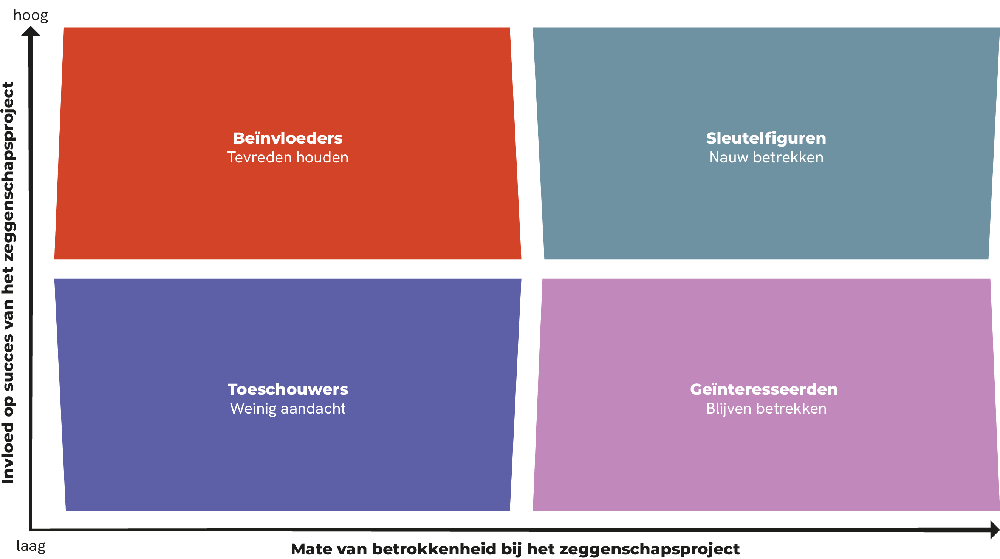 hoog
Invloed op succes van het zeggenschapsproject
Beïnvloeders
Tevreden houden
Sleutelfiguren
Nauw betrekken
Toeschouwers
Weinig aandacht
Geïnteresseerden
Blijven betrekken
laag
Mate van betrokkenheid bij het zeggenschapsproject